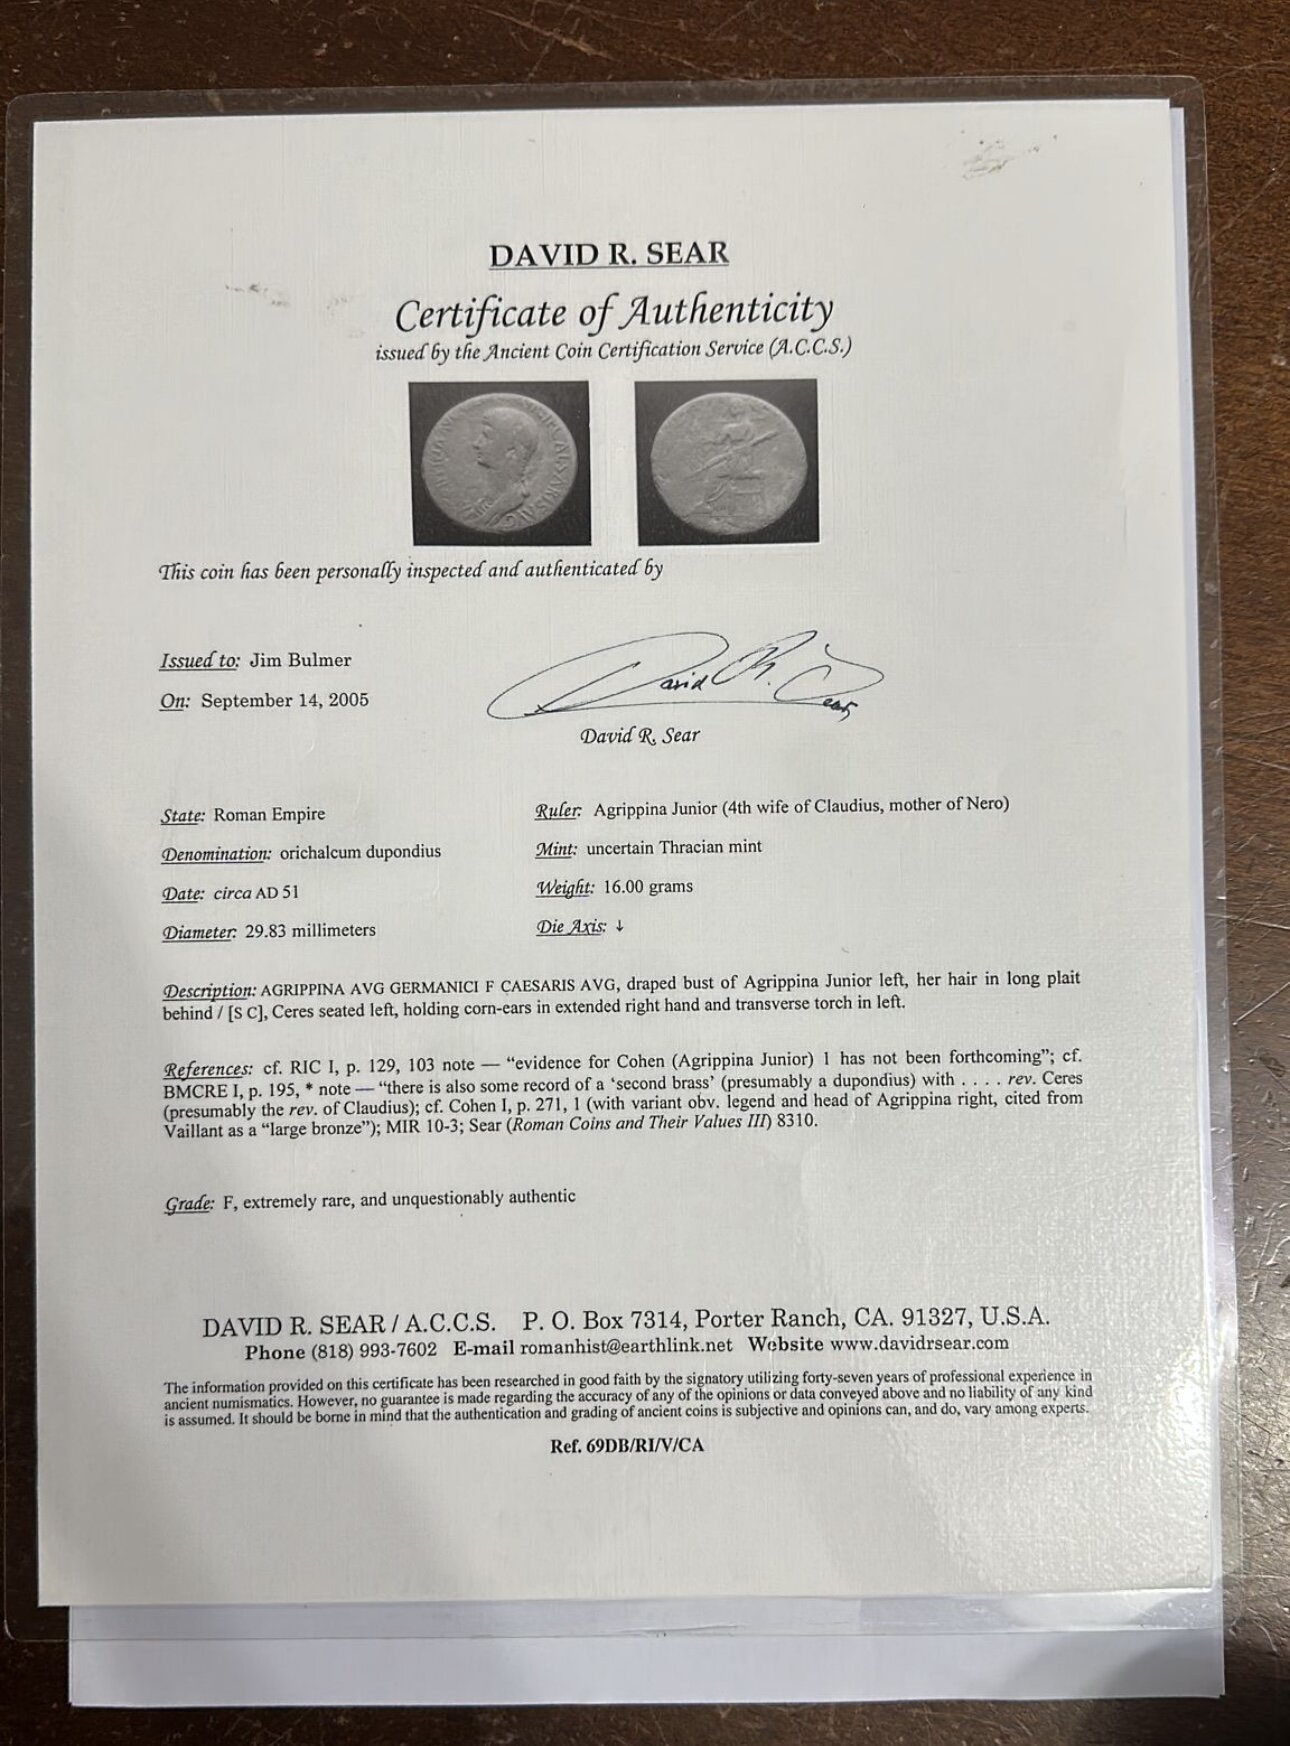 DAVID R. SEAR
Certificate of Authenticity
issued by the Ancient Coin Certification Service (A.C.C.S.)
This coin has been personally inspected and authenticated by
Issued to: Jim Bulmer
On: September 14, 2005
David R. Sear
David R. Sear
State: Roman Empire
Ruler: Agrippina Junior (4th wife of Claudius, mother of Nero)
Denomination: orichalcum dupondius
Mint: uncertain Thracian mint
Date: circa AD 51
Weight: 16.00 grams
Diameter: 29.83 millimeters
Die Axis: ↓
Description: AGRIPPINA AVG GERMANICI F CAESARIS AVG, draped bust of Agrippina Junior left, her hair in long plait
behind / [S C], Ceres seated left, holding corn-ears in extended right hand and transverse torch in left.
References: cf. RIC I, p. 129, 103 note — “evidence for Cohen (Agrippina Junior) 1 has not been forthcoming”; cf.
BMCRE I, p. 195, * note — “there is also some record of a ‘second brass’ (presumably a dupondius) with . . . . rev. Ceres
(presumably the rev. of Claudius); cf. Cohen I, p. 271, 1 (with variant obv. legend and head of Agrippina right, cited from
Vaillant as a “large bronze”); MIR 10-3; Sear (Roman Coins and Their Values III) 8310.
Grade: F, extremely rare, and unquestionably authentic
DAVID R. SEAR / A.C.C.S. P. O. Box 7314, Porter Ranch, CA. 91327, U.S.A.
Phone (818) 993-7602 E-mail romanhist@earthlink.net Website www.davidrsear.com
The information provided on this certificate has been researched in good faith by the signatory utilizing forty-seven years of professional experience in
ancient numismatics. However, no guarantee is made regarding the accuracy of any of the opinions or data conveyed above and no liability of any kind
is assumed. It should be borne in mind that the authentication and grading of ancient coins is subjective and opinions can, and do, vary among experts.
Ref. 69DB/RI/V/CA